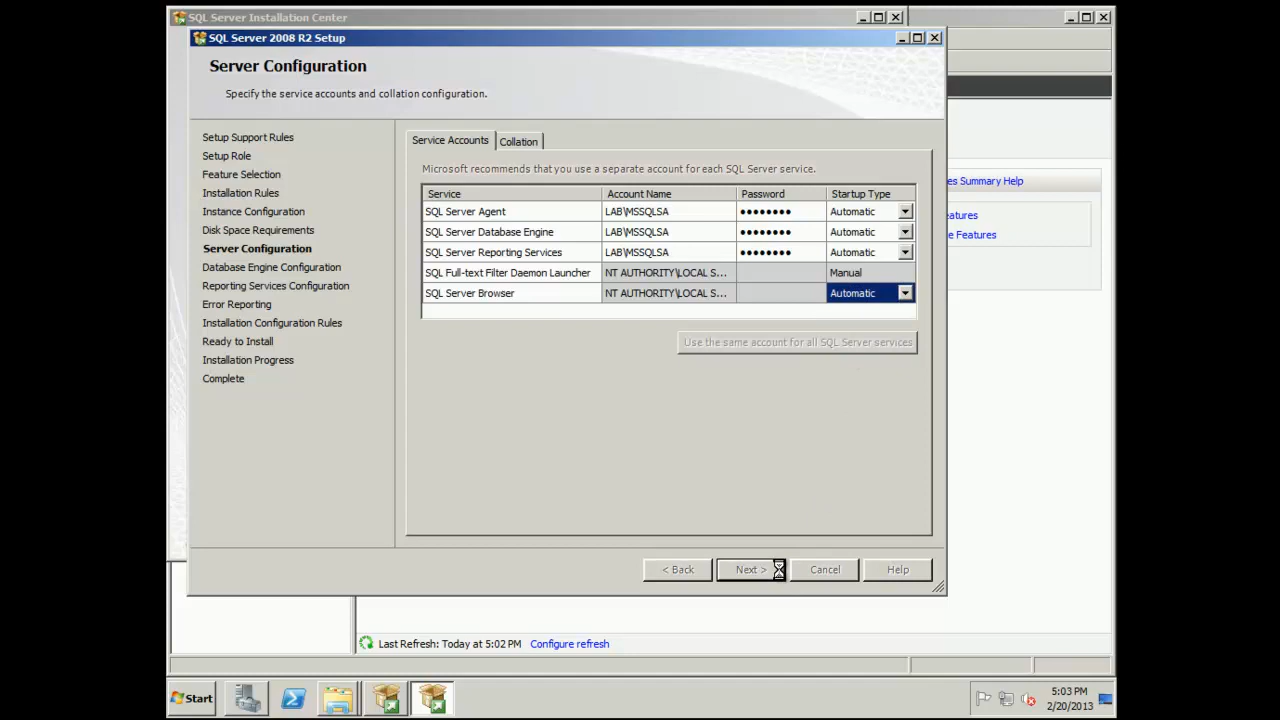 SQL Server Installation Center
SQL Server 2008 R2 Setup
Server Configuration
Specify the service accounts and collation configuration.
Setup Support Rules
Setup Role
Feature Selection
Installation Rules
Instance Configuration
Disk Space Requirements
Server Configuration
Database Engine Configuration
Reporting Services Configuration
Error Reporting
Installation Configuration Rules
Ready to Install
Installation Progress
Complete
Service Accounts Collation
Microsoft recommends that you use a separate account for each SQL Server service.
Service Account Name Password Startup Type
SQL Server Agent LAB\MSSQLSA ●●●●●●●● Automatic
SQL Server Database Engine LAB\MSSQLSA ●●●●●●●● Automatic
SQL Server Reporting Services LAB\MSSQLSA ●●●●●●●● Automatic
SQL Full-text Filter Daemon Launcher NT AUTHORITY\LOCAL S... Manual
SQL Server Browser NT AUTHORITY\LOCAL S... Automatic
Use the same account for all SQL Server services
< Back Next > Cancel Help
es Summary Help
eatures
e Features
Last Refresh: Today at 5:02 PM Configure refresh
Start
5:03 PM
2/20/2013